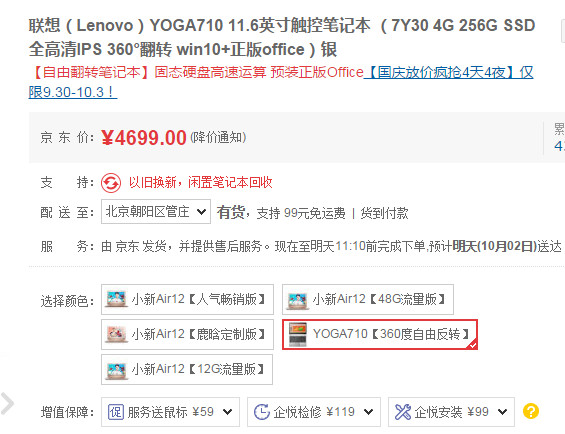 联想（Lenovo）YOGA710 11.6英寸触控笔记本 （7Y30 4G 256G SSD
全高清IPS 360°翻转 win10+正版office）银
【自由翻转笔记本】固态硬盘高速运算 预装正版Office【国庆放价疯抢4天4夜】仅
限9.30-10.3！
京 东 价： ¥4699.00 (降价通知)
累
支 持： 以旧换新，闲置笔记本回收
配 送 至： 北京朝阳区管庄 有货，支持 99元免运费 | 货到付款
服 务： 由 京东 发货，并提供售后服务。现在至明天11:10前完成下单,预计明天(10月02日)送达
选择颜色： 小新Air12【人气畅销版】 小新Air12【48G流量版】
小新Air12【鹿晗定制版】 YOGA710【360度自由反转】
小新Air12【12G流量版】
增值保障： 促 服务送鼠标 ¥59 企悦检修 ¥119 企悦安装 ¥99 ?